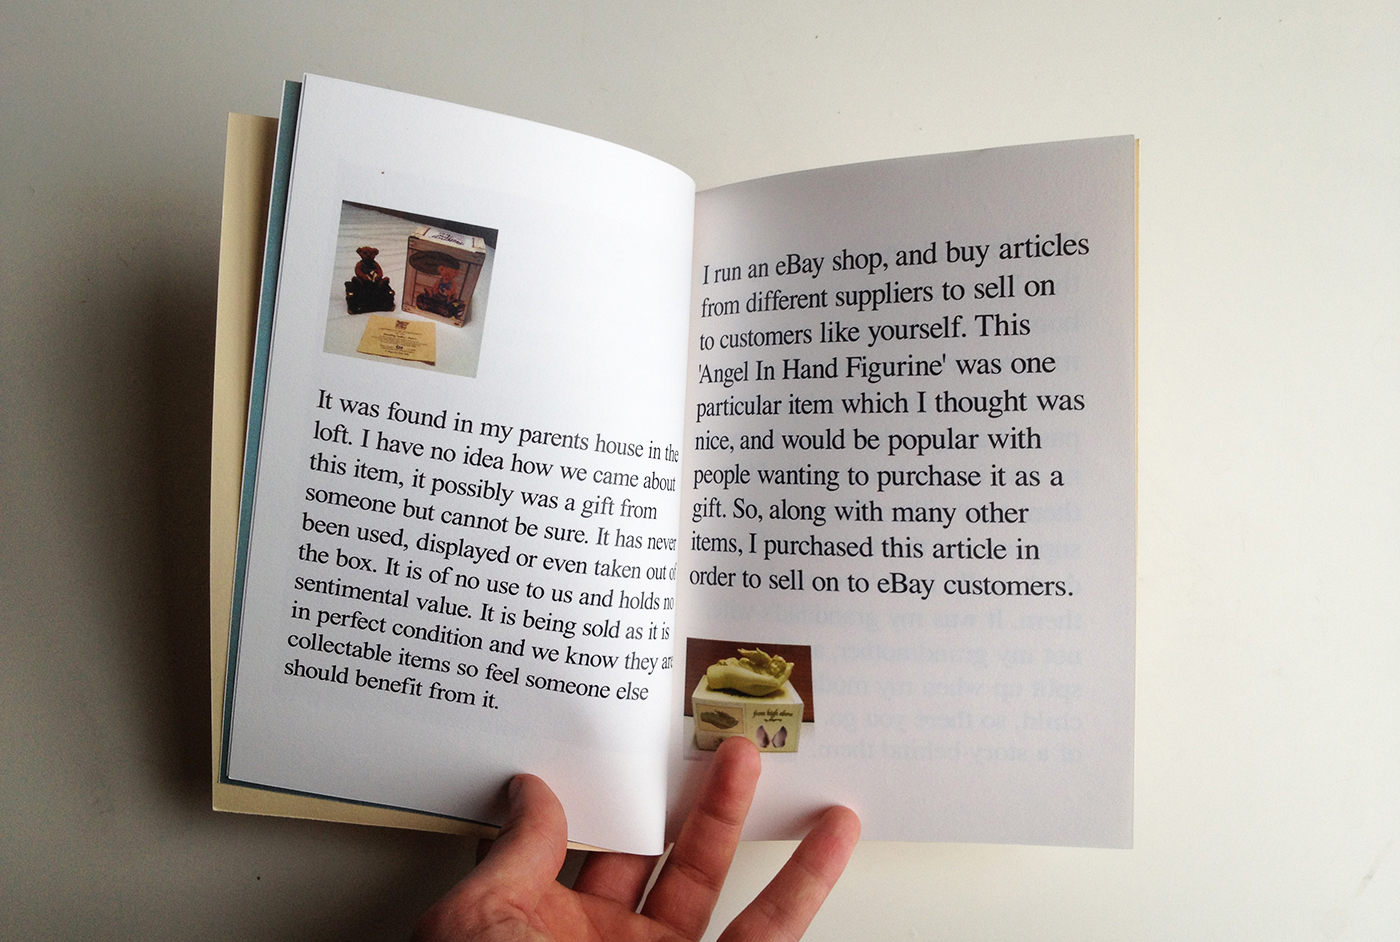 It was found in my parents house in the
loft. I have no idea how we came about
this item, it possibly was a gift from
someone but cannot be sure. It has never
been used, displayed or even taken out of
the box. It is of no use to us and holds no
sentimental value. It is being sold as it is
in perfect condition and we know they are
collectable items so feel someone else
should benefit from it.
I run an eBay shop, and buy articles
from different suppliers to sell on
to customers like yourself. This
'Angel In Hand Figurine' was one
particular item which I thought was
nice, and would be popular with
people wanting to purchase it as a
gift. So, along with many other
items, I purchased this article in
order to sell on to eBay customers.
from high above